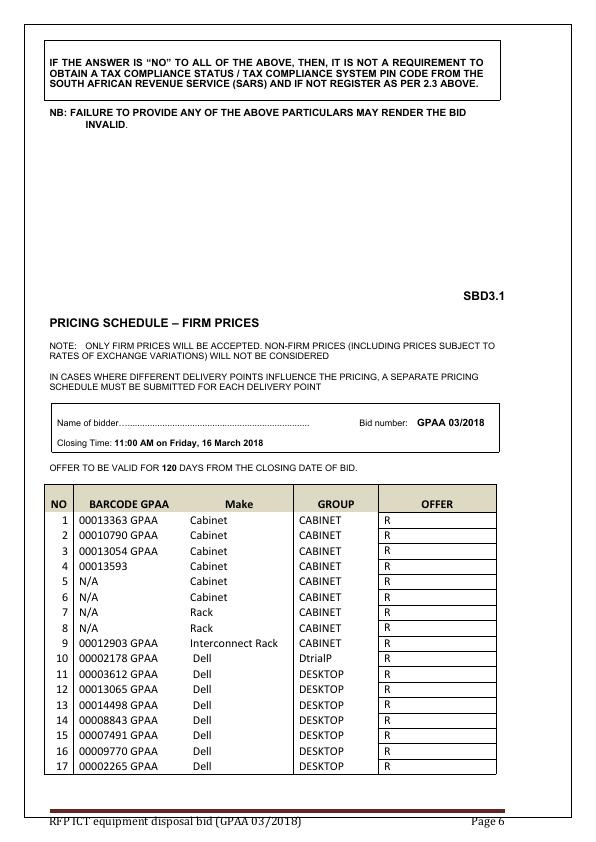 IF THE ANSWER IS “NO” TO ALL OF THE ABOVE, THEN, IT IS NOT A REQUIREMENT TO
OBTAIN A TAX COMPLIANCE STATUS / TAX COMPLIANCE SYSTEM PIN CODE FROM THE
SOUTH AFRICAN REVENUE SERVICE (SARS) AND IF NOT REGISTER AS PER 2.3 ABOVE.
NB: FAILURE TO PROVIDE ANY OF THE ABOVE PARTICULARS MAY RENDER THE BID
INVALID.
SBD3.1
PRICING SCHEDULE – FIRM PRICES
NOTE: ONLY FIRM PRICES WILL BE ACCEPTED. NON-FIRM PRICES (INCLUDING PRICES SUBJECT TO
RATES OF EXCHANGE VARIATIONS) WILL NOT BE CONSIDERED
IN CASES WHERE DIFFERENT DELIVERY POINTS INFLUENCE THE PRICING, A SEPARATE PRICING
SCHEDULE MUST BE SUBMITTED FOR EACH DELIVERY POINT
Name of bidder…...................................................................... Bid number: GPAA 03/2018
Closing Time: 11:00 AM on Friday, 16 March 2018
OFFER TO BE VALID FOR 120 DAYS FROM THE CLOSING DATE OF BID.
NO BARCODE GPAA Make GROUP OFFER
1 00013363 GPAA Cabinet CABINET R
2 00010790 GPAA Cabinet CABINET R
3 00013054 GPAA Cabinet CABINET R
4 00013593 Cabinet CABINET R
5 N/A Cabinet CABINET R
6 N/A Cabinet CABINET R
7 N/A Rack CABINET R
8 N/A Rack CABINET R
9 00012903 GPAA Interconnect Rack CABINET R
10 00002178 GPAA Dell DtrialP R
11 00003612 GPAA Dell DESKTOP R
12 00013065 GPAA Dell DESKTOP R
13 00014498 GPAA Dell DESKTOP R
14 00008843 GPAA Dell DESKTOP R
15 00007491 GPAA Dell DESKTOP R
16 00009770 GPAA Dell DESKTOP R
17 00002265 GPAA Dell DESKTOP R
RFP ICT equipment disposal bid (GPAA 03/2018) Page 6